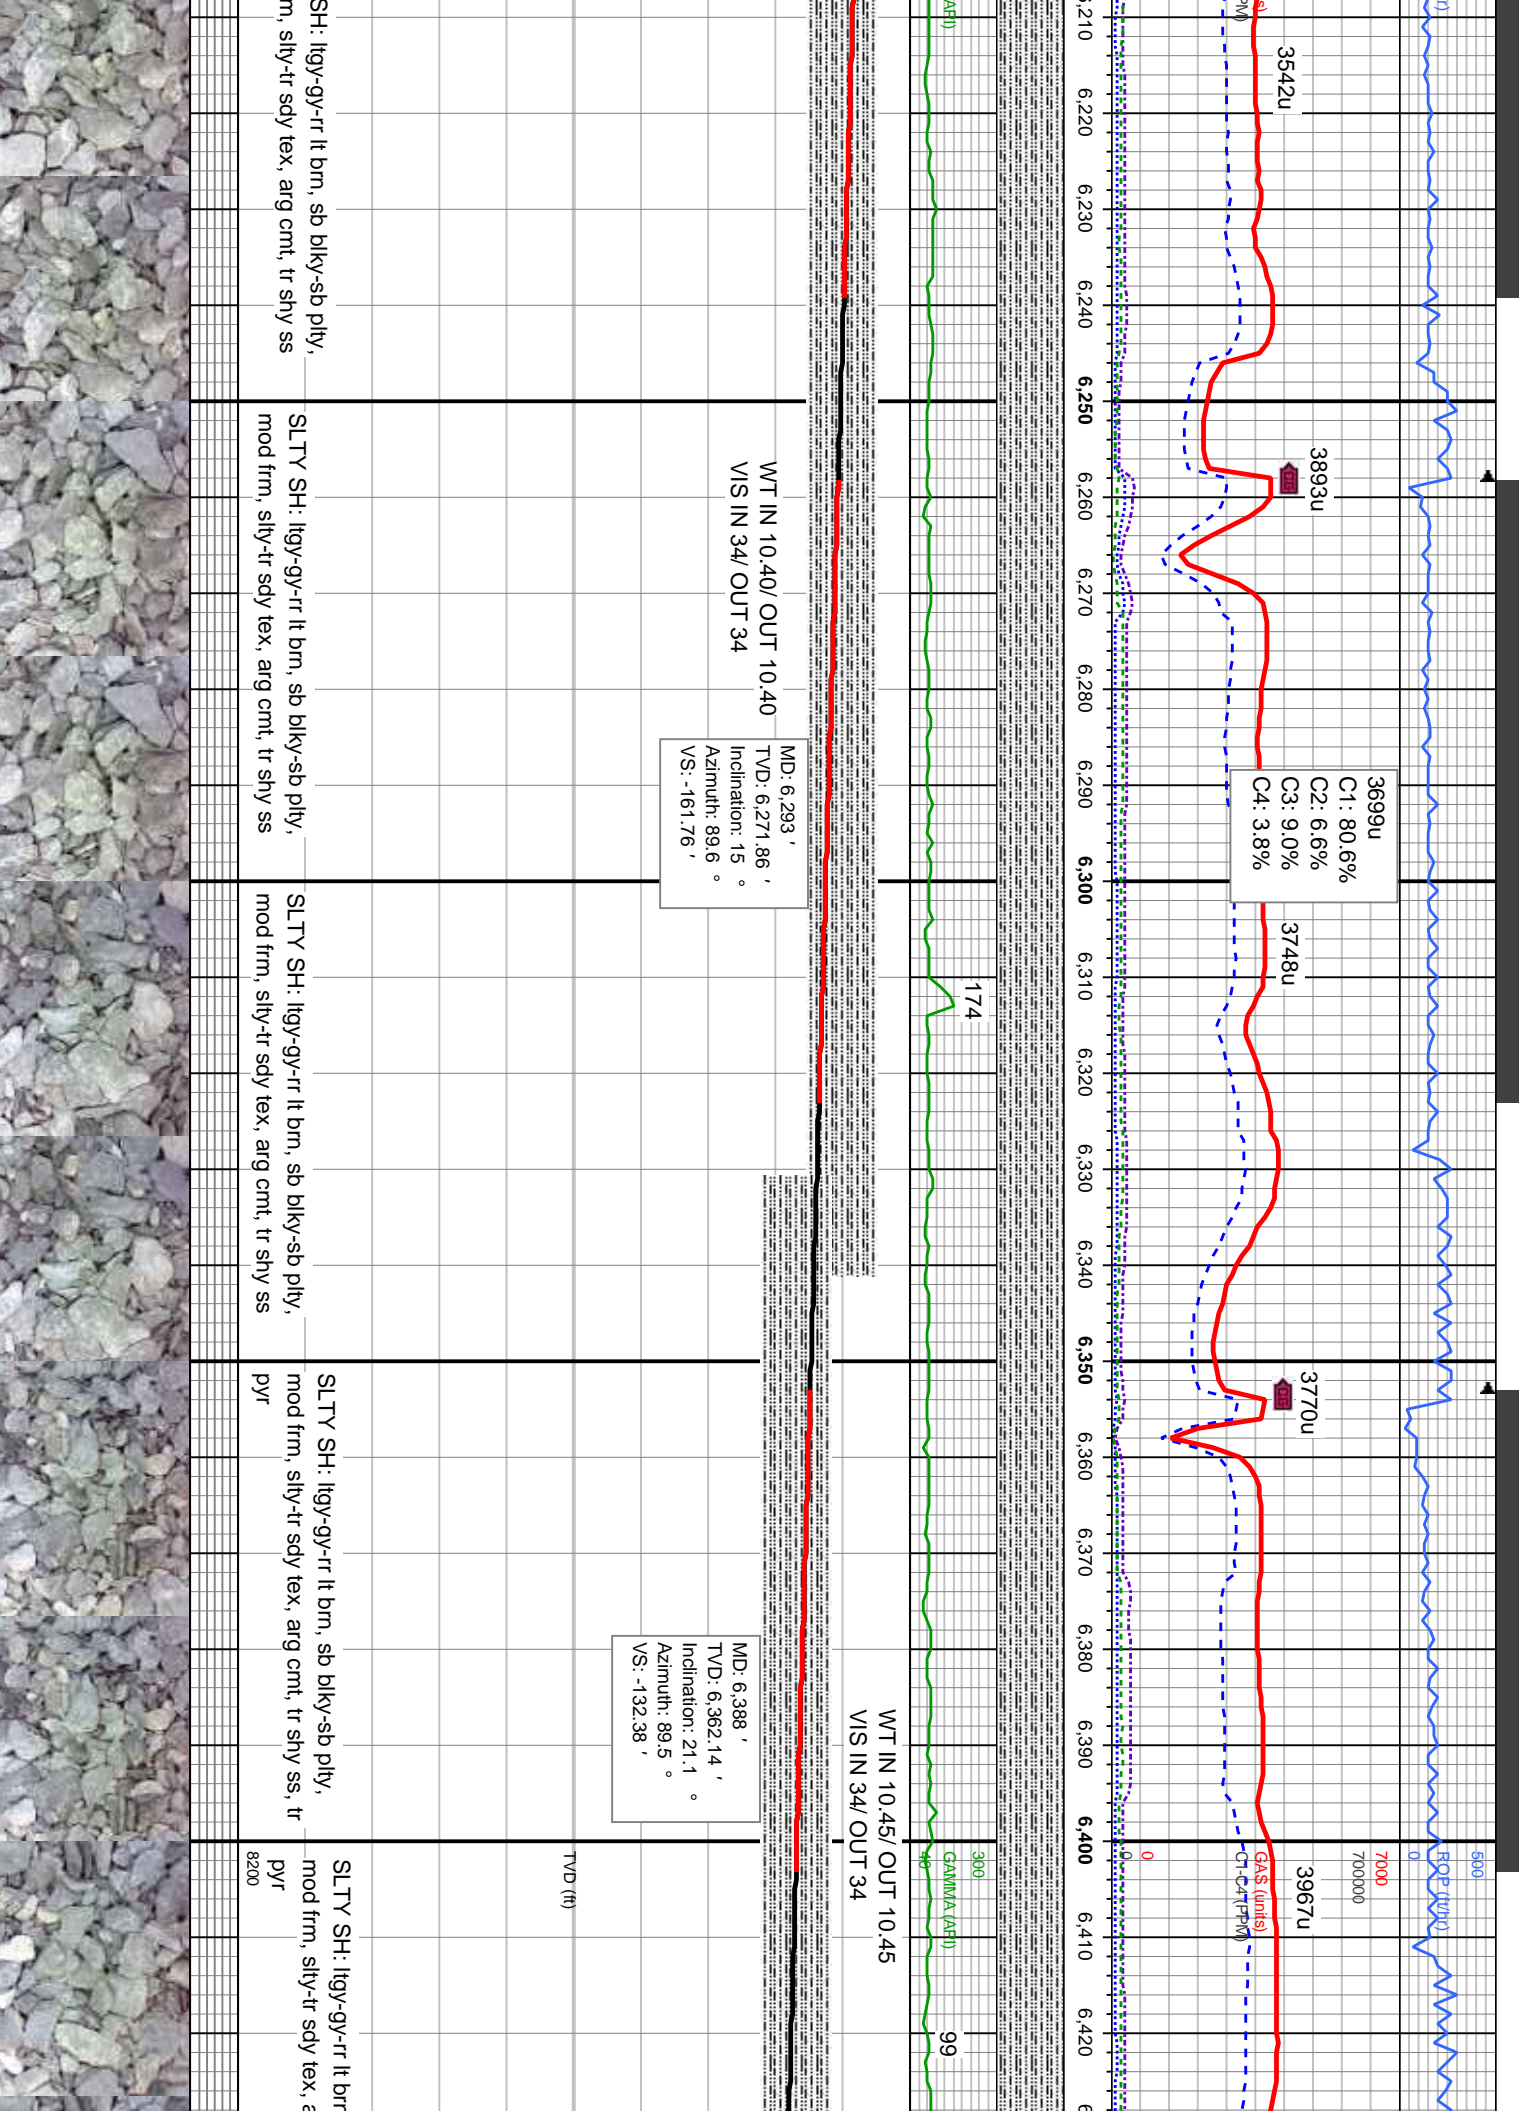 r)
ROP (ft/hr)
0
500
s)
PM)
3542u
3893u
3699u
C1: 80.6%
C2: 6.6%
C3: 9.0%
C4: 3.8%
3748u
3770u
3967u
7000
700000
GAS (units)
C1-C4 (PPM)
0
0
6,210
6,220
6,230
6,240
6,250
6,260
6,270
6,280
6,290
6,300
6,310
6,320
6,330
6,340
6,350
6,360
6,370
6,380
6,390
6,400
6,410
6,420
API)
174
300
GAMMA (API)
40
99
WT IN 10.40/ OUT 10.40
VIS IN 34/ OUT 34
MD: 6,293 '
TVD: 6,271.86 '
Inclination: 15 °
Azimuth: 89.6 °
VS: -161.76 '
WT IN 10.45/ OUT 10.45
VIS IN 34/ OUT 34
MD: 6,388 '
TVD: 6,362.14 '
Inclination: 21.1 °
Azimuth: 89.5 °
VS: -132.38 '
TVD (ft)
8200
SH: ltgy-gy-rr lt brn, sb blky-sb plty,
m, slty-tr sdy tex, arg cmt, tr shy ss
SLTY SH: ltgy-gy-rr lt brn, sb blky-sb plty,
mod frm, slty-tr sdy tex, arg cmt, tr shy ss
SLTY SH: ltgy-gy-rr lt brn, sb blky-sb plty,
mod frm, slty-tr sdy tex, arg cmt, tr shy ss
SLTY SH: ltgy-gy-rr lt brn, sb blky-sb plty,
mod frm, slty-tr sdy tex, arg cmt, tr shy ss, tr
pyr
SLTY SH: ltgy-gy-rr lt brr
mod frm, slty-tr sdy tex, a
pyr